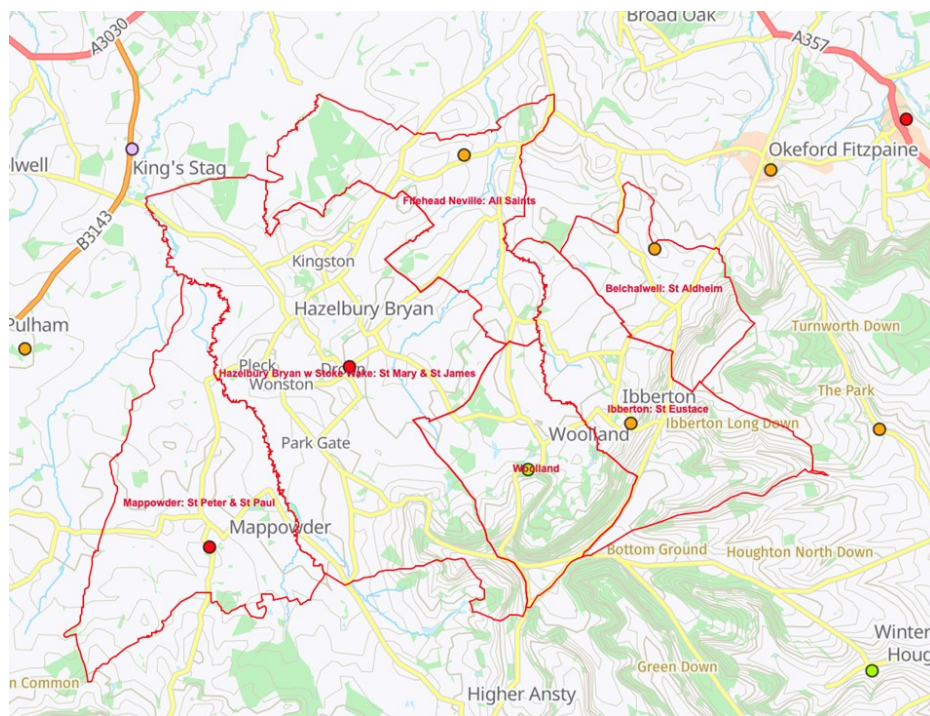 Broad Oak
A3030
A357
King's Stag
olwell
Okeford Fitzpaine
B3143
Fifehead Neville: All Saints
Kingston
Belchalwell: St Aldheim
Hazelbury Bryan
Pulham
Turnworth Down
Pleck
Hazelbury Bryan w Stoke Wake: St Mary & St James
Wonston
The Park
Ibberton
Ibberton: St Eustace
Ibberton Long Down
Park Gate
Woolland
Woolland
Mappowder: St Peter & St Paul
Mappowder
Bottom Ground
Houghton North Down
Winter
Houg
Green Down
n Common
Higher Ansty